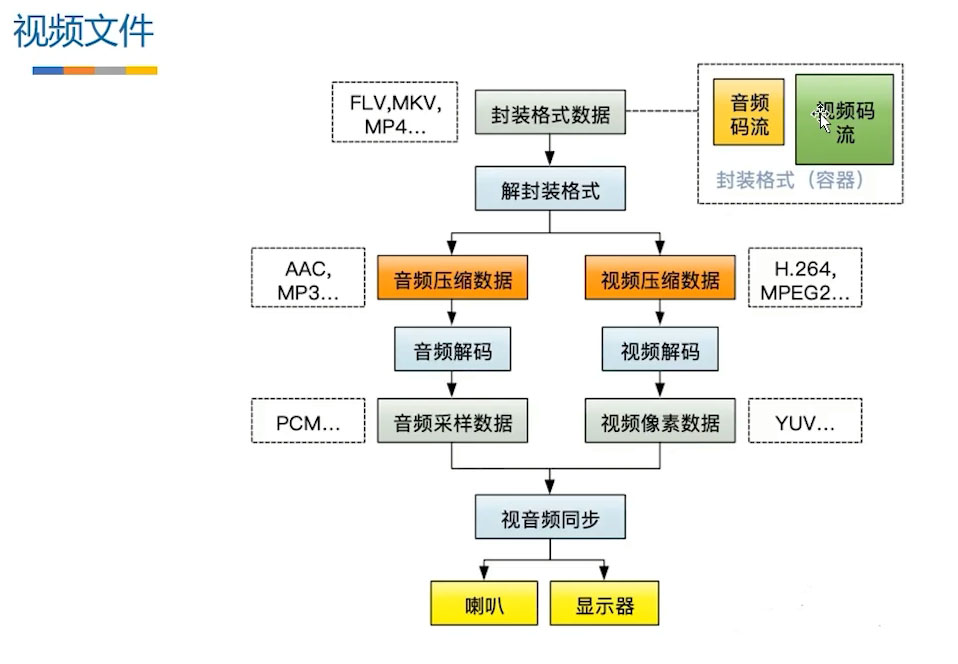 视频文件
FLV,MKV,
MP4...
封装格式数据
音频
码流
视频码
流
封装格式（容器）
解封装格式
AAC,
MP3...
音频压缩数据
视频压缩数据
H.264,
MPEG2...
音频解码
视频解码
PCM...
音频采样数据
视频像素数据
YUV...
视音频同步
喇叭
显示器